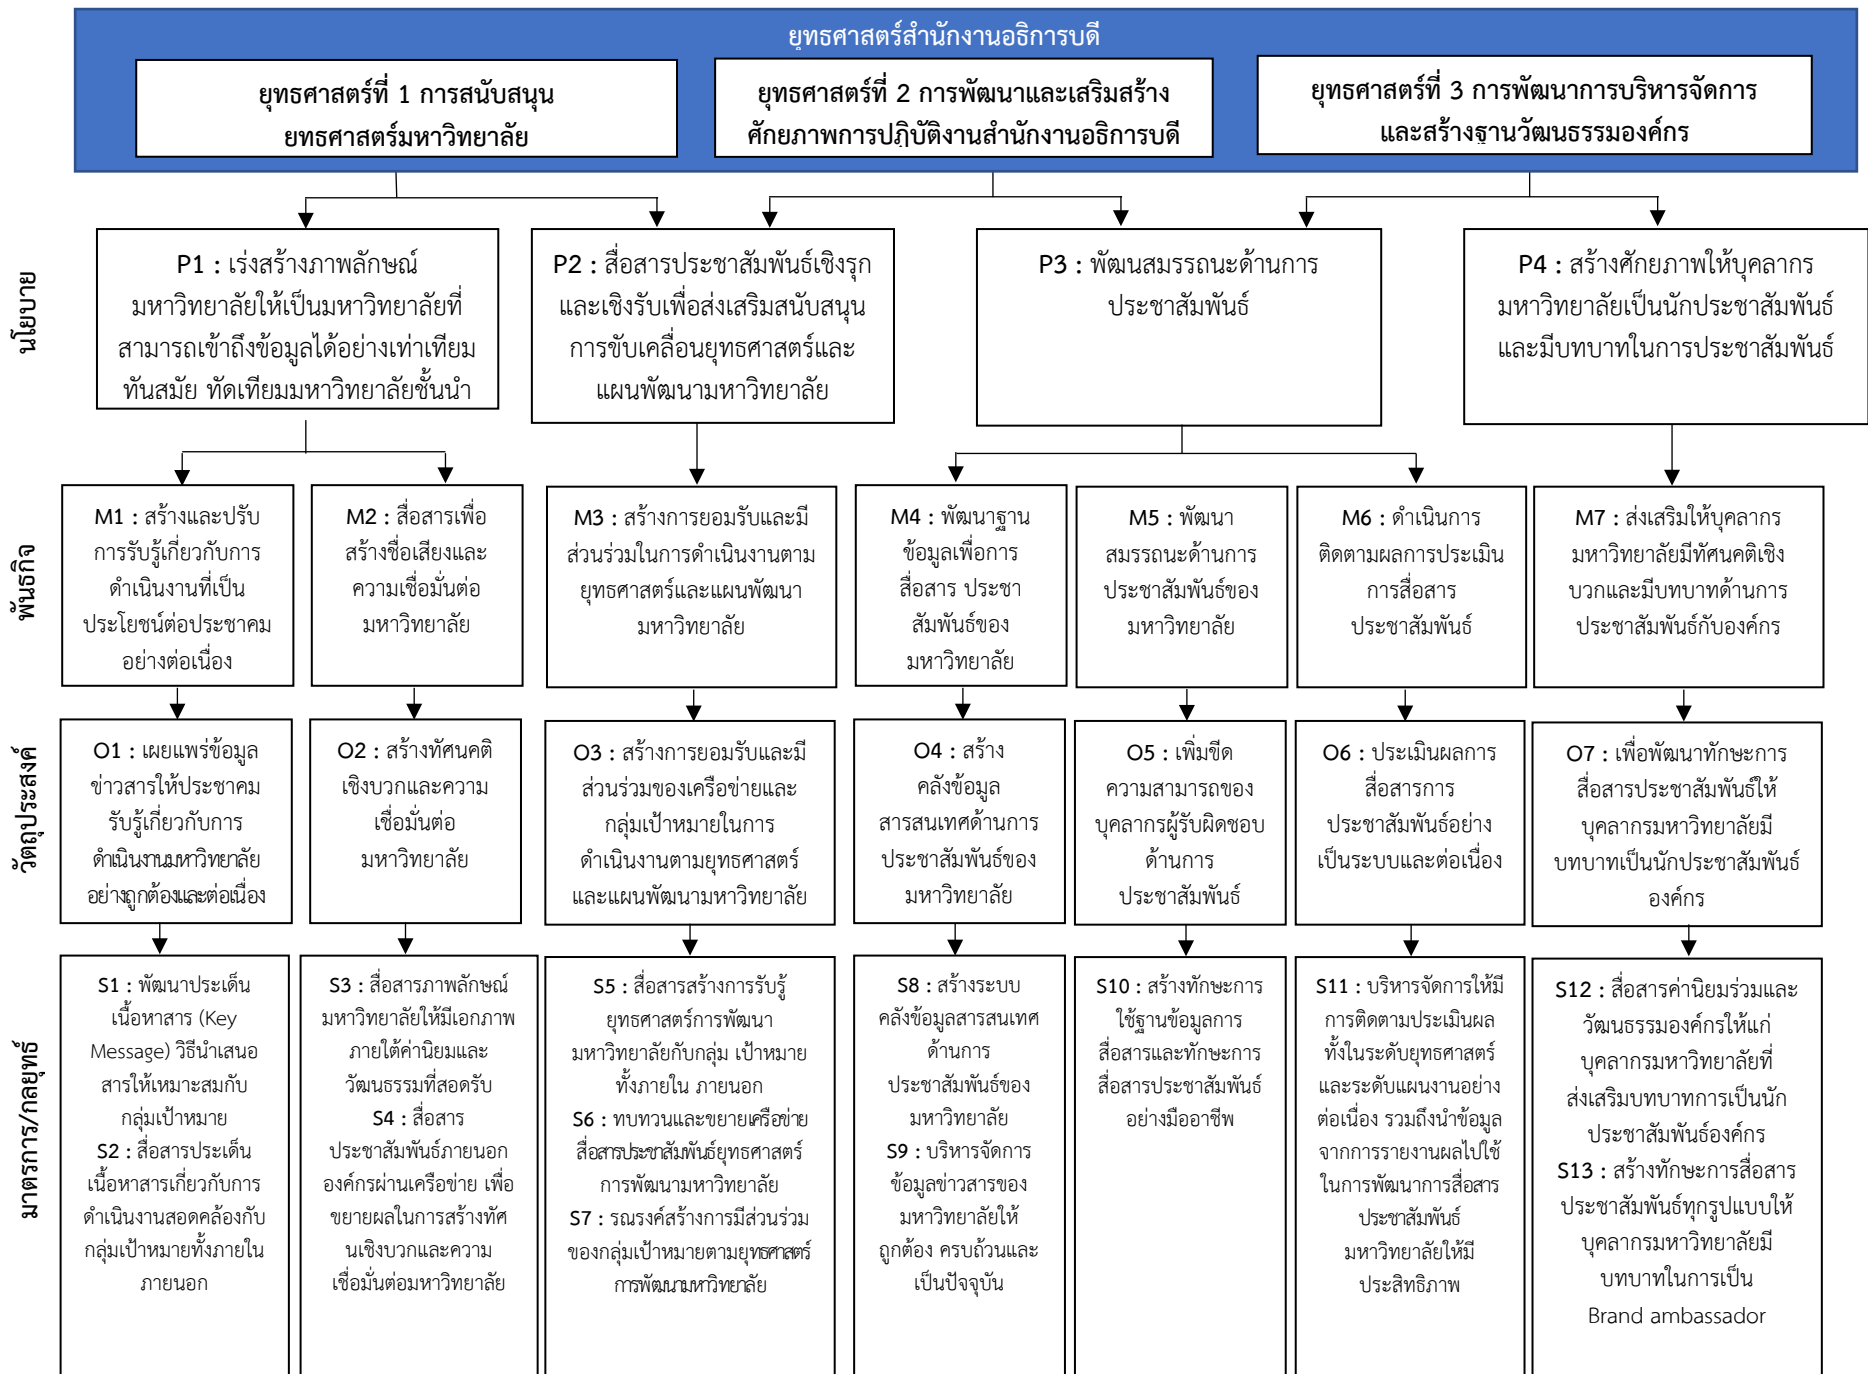 ยุทธศาสตร์สำนักงานอธิการบดี
ยุทธศาสตร์ที่ 1 การสนับสนุน
ยุทธศาสตร์มหาวิทยาลัย
ยุทธศาสตร์ที่ 2 การพัฒนาและเสริมสร้าง
ศักยภาพการปฏิบัติงานสำนักงานอธิการบดี
ยุทธศาสตร์ที่ 3 การพัฒนาการบริหารจัดการ
และสร้างฐานวัฒนธรรมองค์กร
นโยบาย
P1 : เร่งสร้างภาพลักษณ์
มหาวิทยาลัยให้เป็นมหาวิทยาลัยที่
สามารถเข้าถึงข้อมูลได้อย่างเท่าเทียม
ทันสมัย ทัดเทียมมหาวิทยาลัยชั้นนำ
P2 : สื่อสารประชาสัมพันธ์เชิงรุก
และเชิงรับเพื่อส่งเสริมสนับสนุน
การขับเคลื่อนยุทธศาสตร์และ
แผนพัฒนามหาวิทยาลัย
P3 : พัฒนสมรรถนะด้านการ
ประชาสัมพันธ์
P4 : สร้างศักยภาพให้บุคลากร
มหาวิทยาลัยเป็นนักประชาสัมพันธ์
และมีบทบาทในการประชาสัมพันธ์
พันธกิจ
M1 : สร้างและปรับ
การรับรู้เกี่ยวกับการ
ดำเนินงานที่เป็น
ประโยชน์ต่อประชาคม
อย่างต่อเนื่อง
M2 : สื่อสารเพื่อ
สร้างชื่อเสียงและ
ความเชื่อมั่นต่อ
มหาวิทยาลัย
M3 : สร้างการยอมรับและมี
ส่วนร่วมในการดำเนินงานตาม
ยุทธศาสตร์และแผนพัฒนา
มหาวิทยาลัย
M4 : พัฒนาฐาน
ข้อมูลเพื่อการ
สื่อสาร ประชา
สัมพันธ์ของ
มหาวิทยาลัย
M5 : พัฒนา
สมรรถนะด้านการ
ประชาสัมพันธ์ของ
มหาวิทยาลัย
M6 : ดำเนินการ
ติดตามผลการประเมิน
การสื่อสาร
ประชาสัมพันธ์
M7 : ส่งเสริมให้บุคลากร
มหาวิทยาลัยมีทัศนคติเชิง
บวกและมีบทบาทด้านการ
ประชาสัมพันธ์กับองค์กร
วัตถุประสงค์
O1 : เผยแพร่ข้อมูล
ข่าวสารให้ประชาคม
รับรู้เกี่ยวกับการ
ดำเนินงานมหาวิทยาลัย
อย่างถูกต้องและต่อเนื่อง
O2 : สร้างทัศนคติ
เชิงบวกและความ
เชื่อมั่นต่อ
มหาวิทยาลัย
O3 : สร้างการยอมรับและมี
ส่วนร่วมของเครือข่ายและ
กลุ่มเป้าหมายในการ
ดำเนินงานตามยุทธศาสตร์
และแผนพัฒนามหาวิทยาลัย
O4 : สร้าง
คลังข้อมูล
สารสนเทศด้านการ
ประชาสัมพันธ์ของ
มหาวิทยาลัย
O5 : เพิ่มขีด
ความสามารถของ
บุคลากรผู้รับผิดชอบ
ด้านการ
ประชาสัมพันธ์
O6 : ประเมินผลการ
สื่อสารการ
ประชาสัมพันธ์อย่าง
เป็นระบบและต่อเนื่อง
O7 : เพื่อพัฒนาทักษะการ
สื่อสารประชาสัมพันธ์ให้
บุคลากรมหาวิทยาลัยมี
บทบาทเป็นนักประชาสัมพันธ์
องค์กร
มาตรการ/กลยุทธ์
S1 : พัฒนาประเด็น
เนื้อหาสาร (Key
Message) วิธีนำเสนอ
สารให้เหมาะสมกับ
กลุ่มเป้าหมาย
S2 : สื่อสารประเด็น
เนื้อหาสารเกี่ยวกับการ
ดำเนินงานสอดคล้องกับ
กลุ่มเป้าหมายทั้งภายใน
ภายนอก
S3 : สื่อสารภาพลักษณ์
มหาวิทยาลัยให้มีเอกภาพ
ภายใต้ค่านิยมและ
วัฒนธรรมที่สอดรับ
S4 : สื่อสาร
ประชาสัมพันธ์ภายนอก
องค์กรผ่านเครือข่าย เพื่อ
ขยายผลในการสร้างทัศ
นเชิงบวกและความ
เชื่อมั่นต่อมหาวิทยาลัย
S5 : สื่อสารสร้างการรับรู้
ยุทธศาสตร์การพัฒนา
มหาวิทยาลัยกับกลุ่ม เป้าหมาย
ทั้งภายใน ภายนอก
S6 : ทบทวนและขยายเครือข่าย
สื่อสารประชาสัมพันธ์ยุทธศาสตร์
การพัฒนามหาวิทยาลัย
S7 : รณรงค์สร้างการมีส่วนร่วม
ของกลุ่มเป้าหมายตามยุทธศาสตร์
การพัฒนามหาวิทยาลัย
S8 : สร้างระบบ
คลังข้อมูลสารสนเทศ
ด้านการ
ประชาสัมพันธ์ของ
มหาวิทยาลัย
S9 : บริหารจัดการ
ข้อมูลข่าวสารของ
มหาวิทยาลัยให้
ถูกต้อง ครบถ้วนและ
เป็นปัจจุบัน
S10 : สร้างทักษะการ
ใช้ฐานข้อมูลการ
สื่อสารและทักษะการ
สื่อสารประชาสัมพันธ์
อย่างมืออาชีพ
S11 : บริหารจัดการให้มี
การติดตามประเมินผล
ทั้งในระดับยุทธศาสตร์
และระดับแผนงานอย่าง
ต่อเนื่อง รวมถึงนำข้อมูล
จากการรายงานผลไปใช้
ในการพัฒนาการสื่อสาร
ประชาสัมพันธ์
มหาวิทยาลัยให้มี
ประสิทธิภาพ
S12 : สื่อสารค่านิยมร่วมและ
วัฒนธรรมองค์กรให้แก่
บุคลากรมหาวิทยาลัยที่
ส่งเสริมบทบาทการเป็นนัก
ประชาสัมพันธ์องค์กร
S13 : สร้างทักษะการสื่อสาร
ประชาสัมพันธ์ทุกรูปแบบให้
บุคลากรมหาวิทยาลัยมี
บทบาทในการเป็น
Brand ambassador